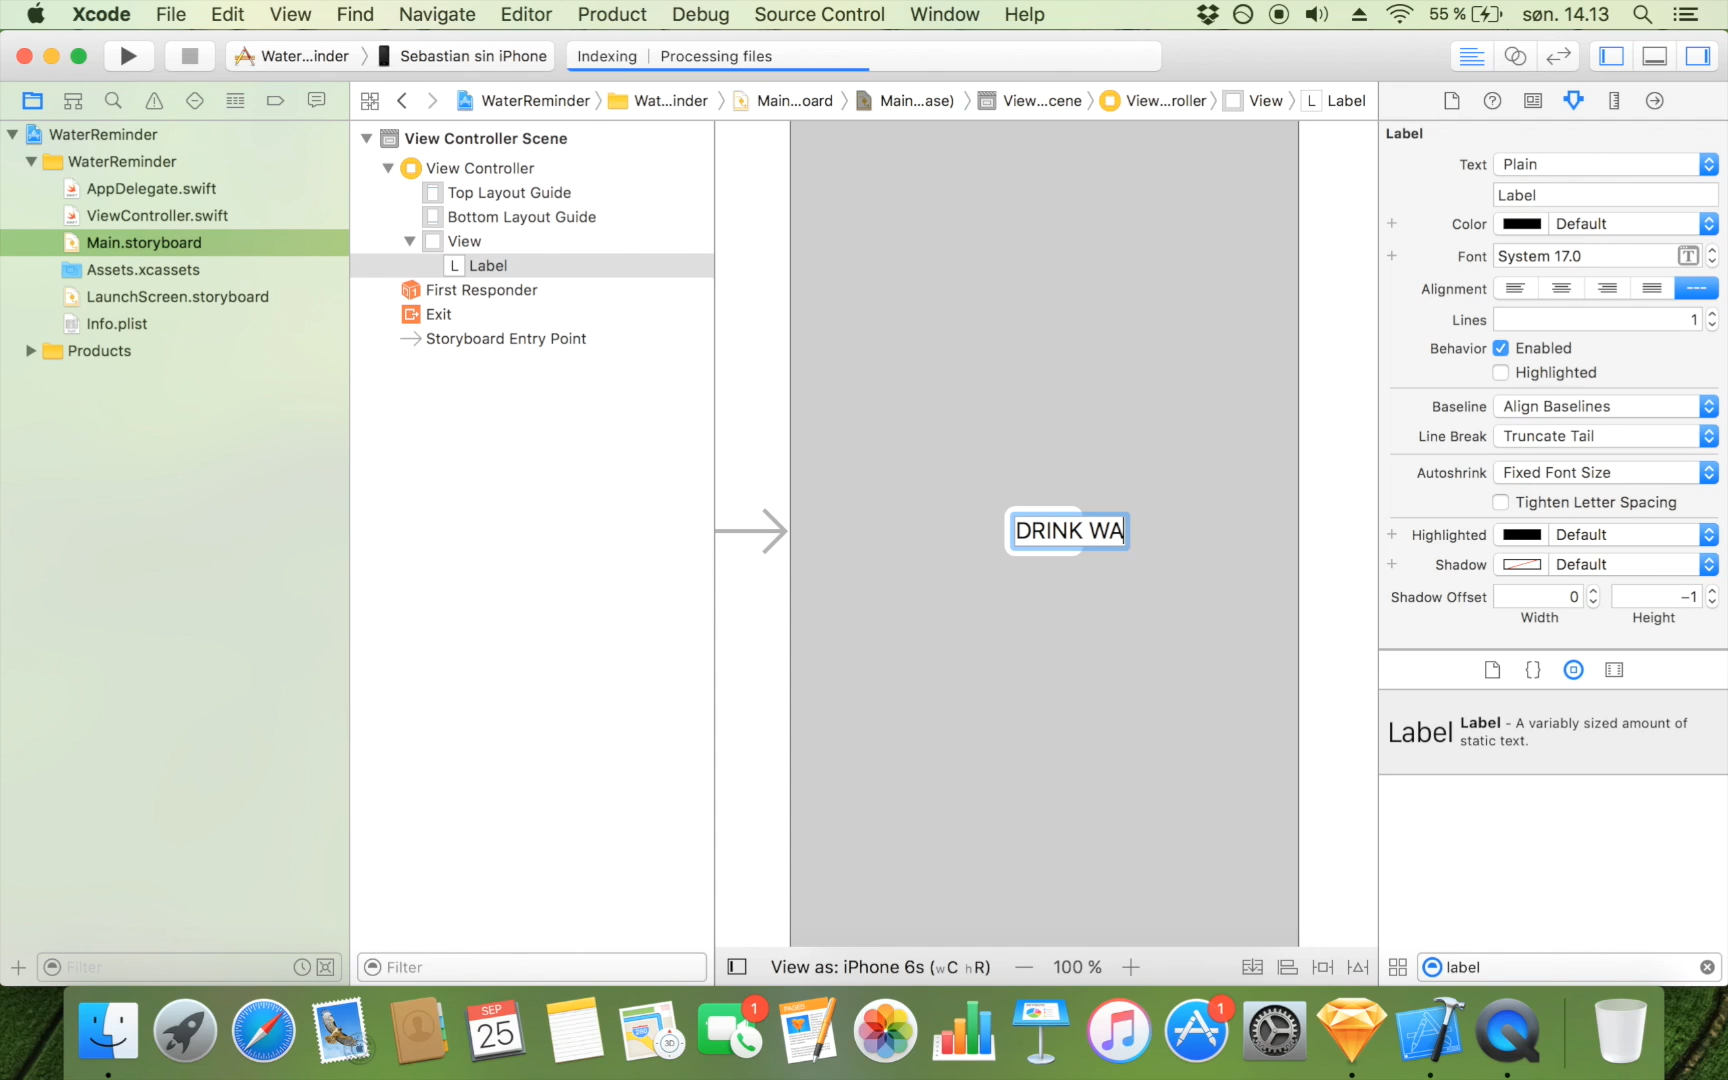 Xcode File Edit View Find Navigate Editor Product Debug Source Control Window Help 55 % søn. 14.13
Water...inder Sebastian sin iPhone Indexing Processing files
WaterReminder Wat...inder Main...oard Main...ase) View...cene View...roller View L Label
WaterReminder
WaterReminder
AppDelegate.swift
ViewController.swift
Main.storyboard
Assets.xcassets
LaunchScreen.storyboard
Info.plist
Products
View Controller Scene
View Controller
Top Layout Guide
Bottom Layout Guide
View
L Label
First Responder
Exit
Storyboard Entry Point
DRINK WA
Label
Text Plain
Label
Color Default
Font System 17.0 T
Alignment
Lines 1
Behavior Enabled
Highlighted
Baseline Align Baselines
Line Break Truncate Tail
Autoshrink Fixed Font Size
Tighten Letter Spacing
Highlighted Default
Shadow Default
Shadow Offset 0 −1
Width Height
{}
Label Label - A variably sized amount of
static text.
Filter
Filter
View as: iPhone 6s (wC hR) — 100 % +
label
SEP
25
3D
1
PAGES
1